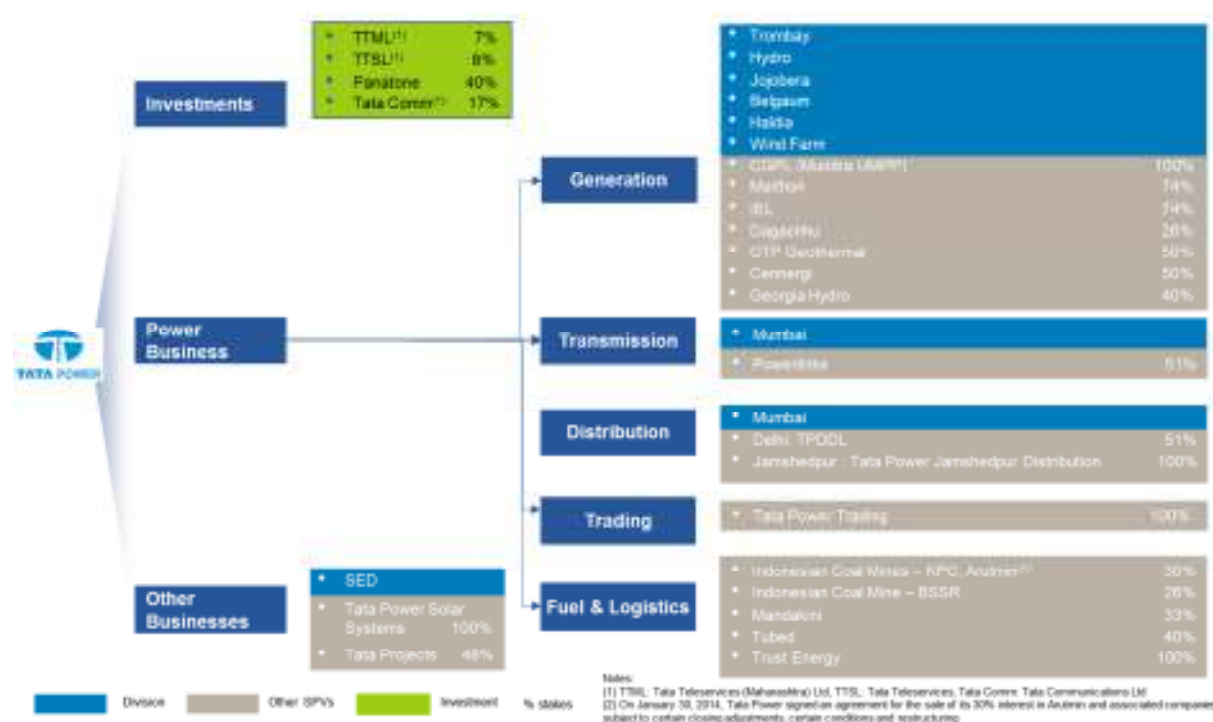 TTML(1) 7%
TTSL(1) 8%
Panatone 40%
Tata Comm(1) 17%
Investments
Trombay
Hydro
Jojobera
Belgaum
Haldia
Wind Farm
Generation
CGPL (Mundra UMPP) 100%
Maithon 74%
IEL 74%
Dagachhu 26%
OTP Geothermal 50%
Cennergi 50%
Georgia Hydro 40%
TATA POWER
Power
Business
Transmission
Mumbai
Powerlinks 51%
Distribution
Mumbai
Delhi: TPDDL 51%
Jamshedpur : Tata Power Jamshedpur Distribution 100%
Trading
Tata Power Trading 100%
Other
Businesses
SED
Tata Power Solar
Systems 100%
Tata Projects 48%
Fuel & Logistics
Indonesian Coal Mines – KPC, Arutmin(2) 30%
Indonesian Coal Mine – BSSR 26%
Mandakini 33%
Tubed 40%
Trust Energy 100%
Division
Other SPVs
Investment
% stakes
Notes:
(1) TTML: Tata Teleservices (Maharashtra) Ltd, TTSL: Tata Teleservices, Tata Comm: Tata Communications Ltd
(2) On January 30, 2014, Tata Power signed an agreement for the sale of its 30% interest in Arutmin and associated companies
subject to certain closing adjustments, certain conditions and restructuring